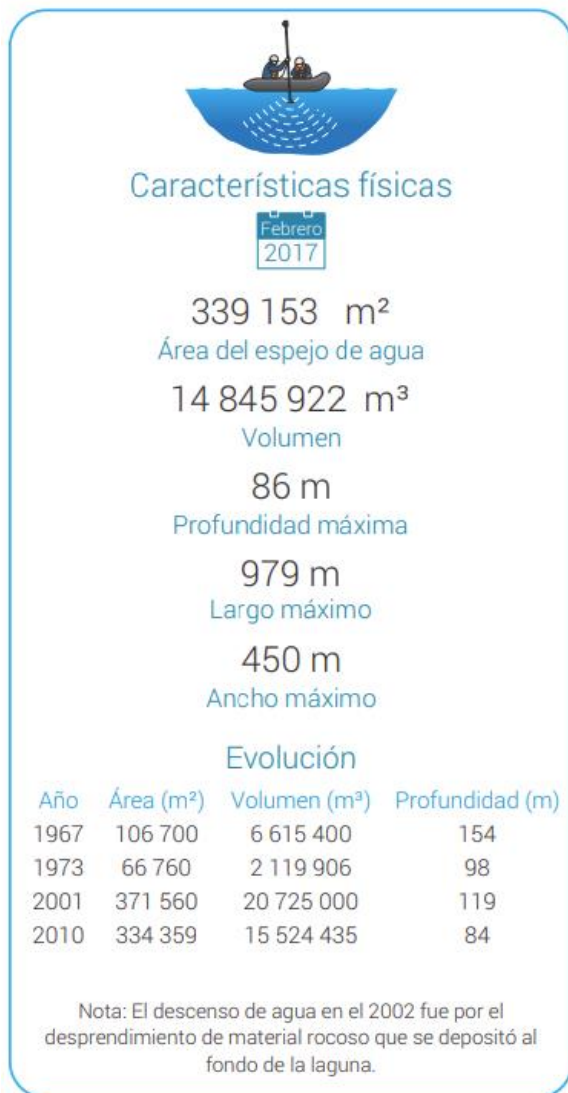 Características físicas
Febrero
2017
339 153 m²
Área del espejo de agua
14 845 922 m³
Volumen
86 m
Profundidad máxima
979 m
Largo máximo
450 m
Ancho máximo
Evolución
Año Área (m²) Volumen (m³) Profundidad (m)
1967 106 700 6 615 400 154
1973 66 760 2 119 906 98
2001 371 560 20 725 000 119
2010 334 359 15 524 435 84
Nota: El descenso de agua en el 2002 fue por el
desprendimiento de material rocoso que se depositó al
fondo de la laguna.